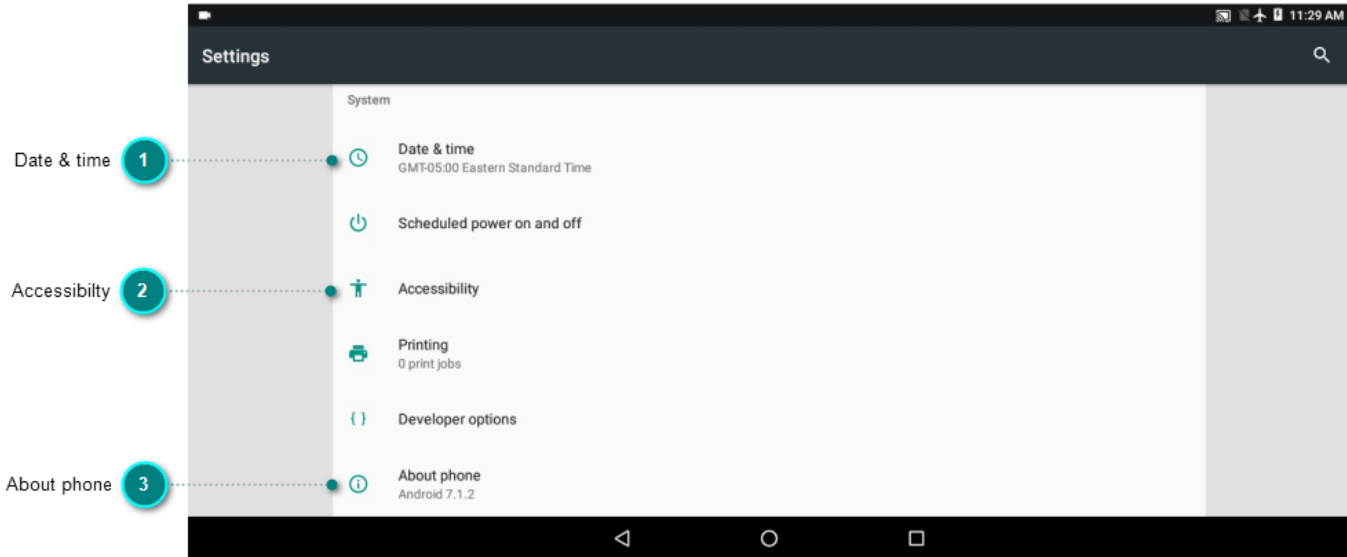 11:29 AM
Settings
System
Date & time
1
Date & time
GMT-05:00 Eastern Standard Time
Scheduled power on and off
Accessibilty
2
Accessibility
Printing
0 print jobs
{ }
Developer options
About phone
3
About phone
Android 7.1.2